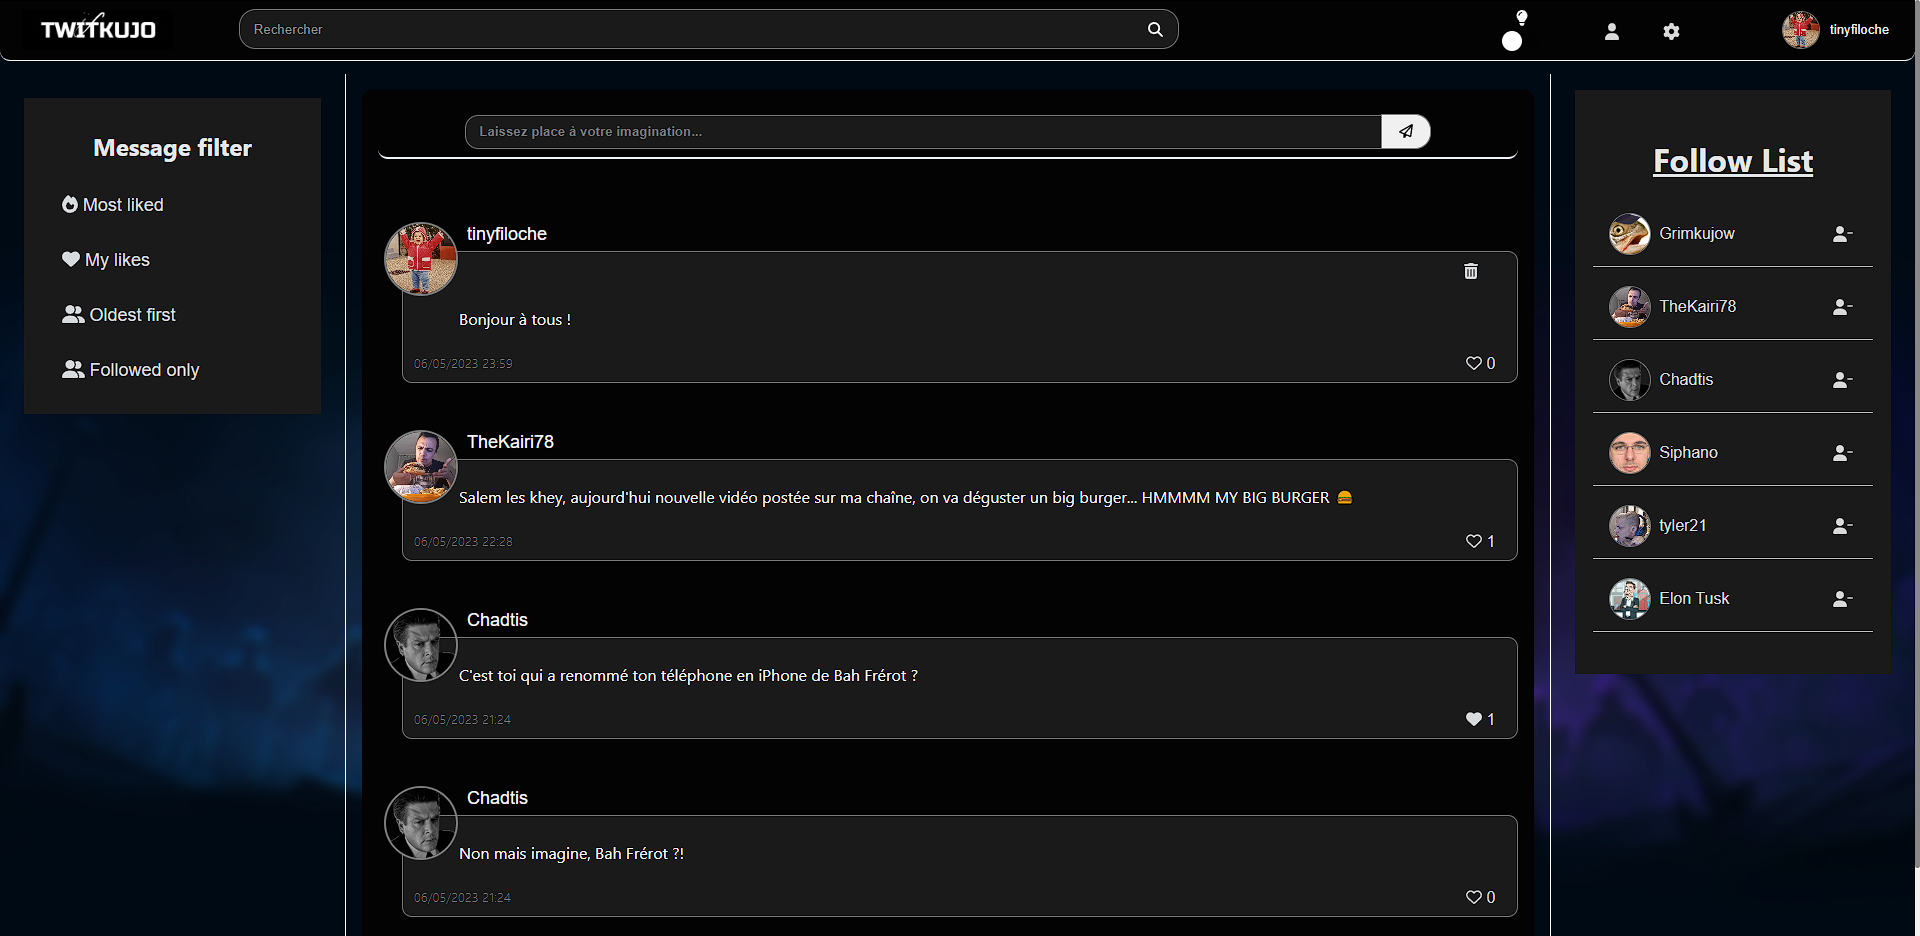 TWITKUJO
Rechercher
tinyfiloche
Message filter
Most liked
My likes
Oldest first
Followed only
Laissez place à votre imagination...
tinyfiloche
Bonjour à tous !
06/05/2023 23:59
0
TheKairi78
Salem les khey, aujourd'hui nouvelle vidéo postée sur ma chaîne, on va déguster un big burger... HMMMM MY BIG BURGER 🍔
06/05/2023 22:28
1
Chadtis
C'est toi qui a renommé ton téléphone en iPhone de Bah Frérot ?
06/05/2023 21:24
1
Chadtis
Non mais imagine, Bah Frérot ?!
06/05/2023 21:24
0
Follow List
Grimkujow
TheKairi78
Chadtis
Siphano
tyler21
Elon Tusk